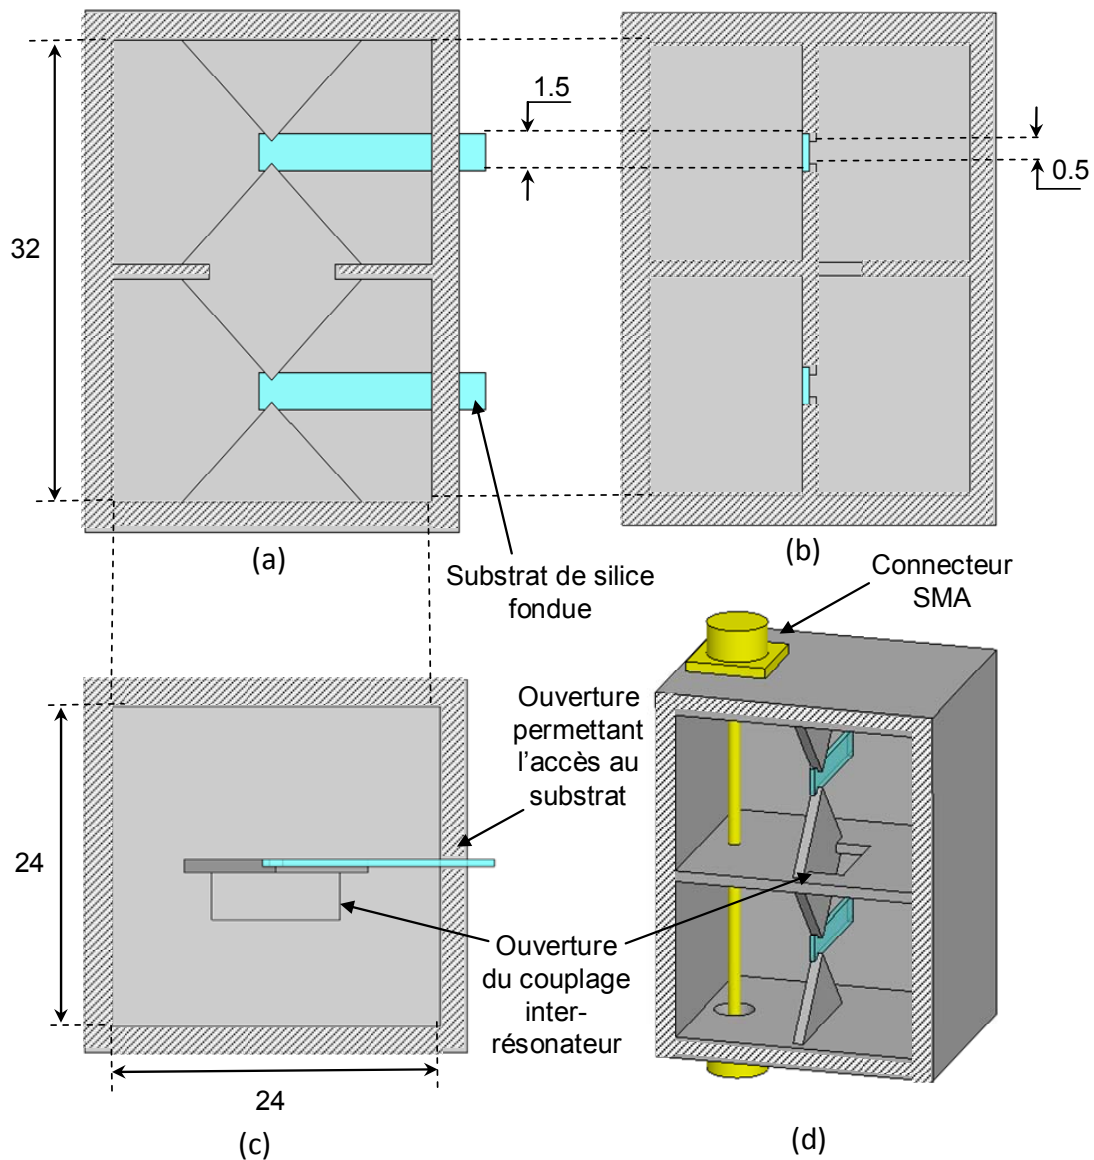 1.5
0.5
32
(a)
(b)
Substrat de silice
fondue
Connecteur
SMA
Ouverture
permettant
l'accès au
substrat
24
Ouverture
du couplage
inter-
résonateur
24
(c)
(d)